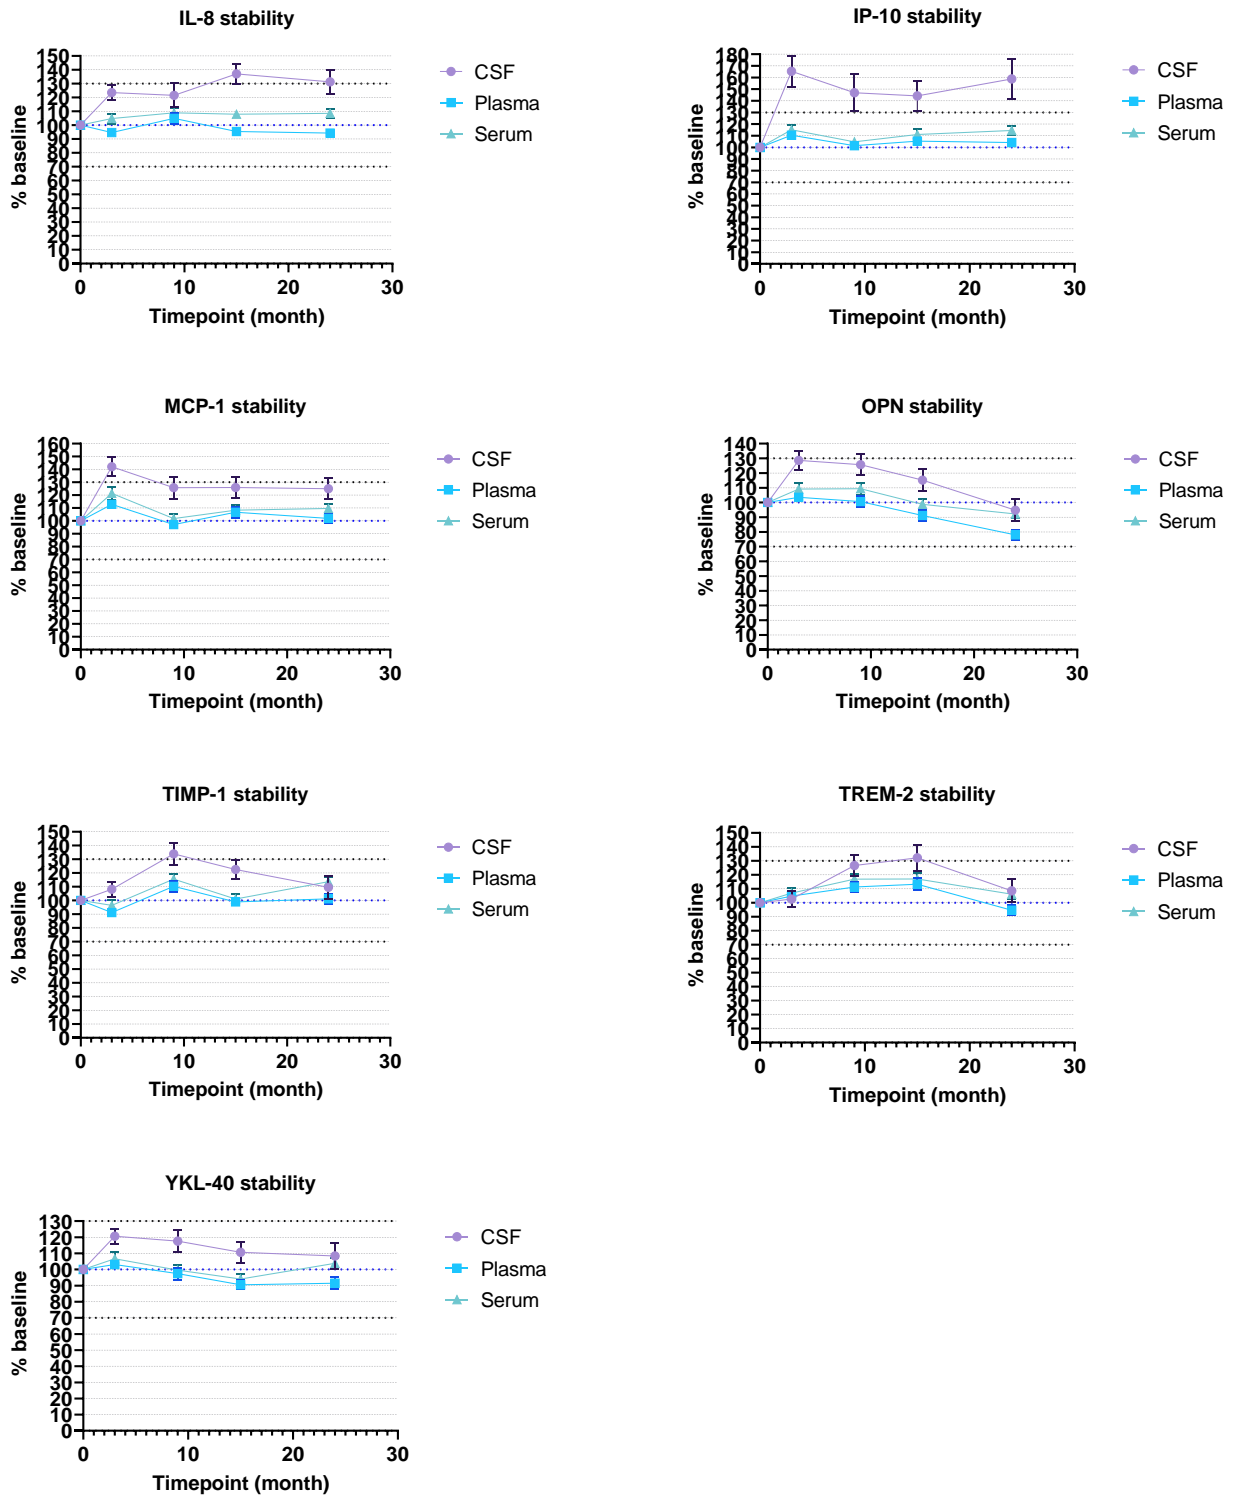 IL-8 stability
% baseline
150
140
130
120
110
100
90
80
70
60
50
40
30
20
10
0
0 10 20 30
Timepoint (month)
CSF
Plasma
Serum
IP-10 stability
% baseline
180
170
160
150
140
130
120
110
100
90
80
70
60
50
40
30
20
10
0
0 10 20 30
Timepoint (month)
CSF
Plasma
Serum
MCP-1 stability
% baseline
160
150
140
130
120
110
100
90
80
70
60
50
40
30
20
10
0
0 10 20 30
Timepoint (month)
CSF
Plasma
Serum
OPN stability
% baseline
140
130
120
110
100
90
80
70
60
50
40
30
20
10
0
0 10 20 30
Timepoint (month)
CSF
Plasma
Serum
TIMP-1 stability
% baseline
150
140
130
120
110
100
90
80
70
60
50
40
30
20
10
0
0 10 20 30
Timepoint (month)
CSF
Plasma
Serum
TREM-2 stability
% baseline
150
140
130
120
110
100
90
80
70
60
50
40
30
20
10
0
0 10 20 30
Timepoint (month)
CSF
Plasma
Serum
YKL-40 stability
% baseline
130
120
110
100
90
80
70
60
50
40
30
20
10
0
0 10 20 30
Timepoint (month)
CSF
Plasma
Serum